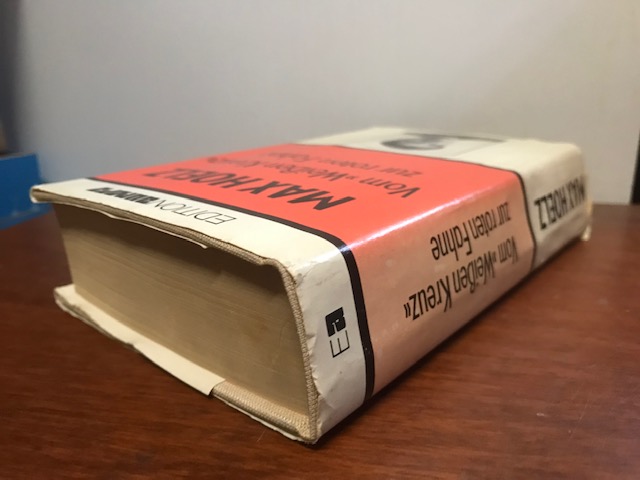 EDITION
MAX HOELZ
Vom »Weißen Kreuz«
zur roten Fahne
MAX HOELZ
Vom »Weißen Kreuz«
zur roten Fahne